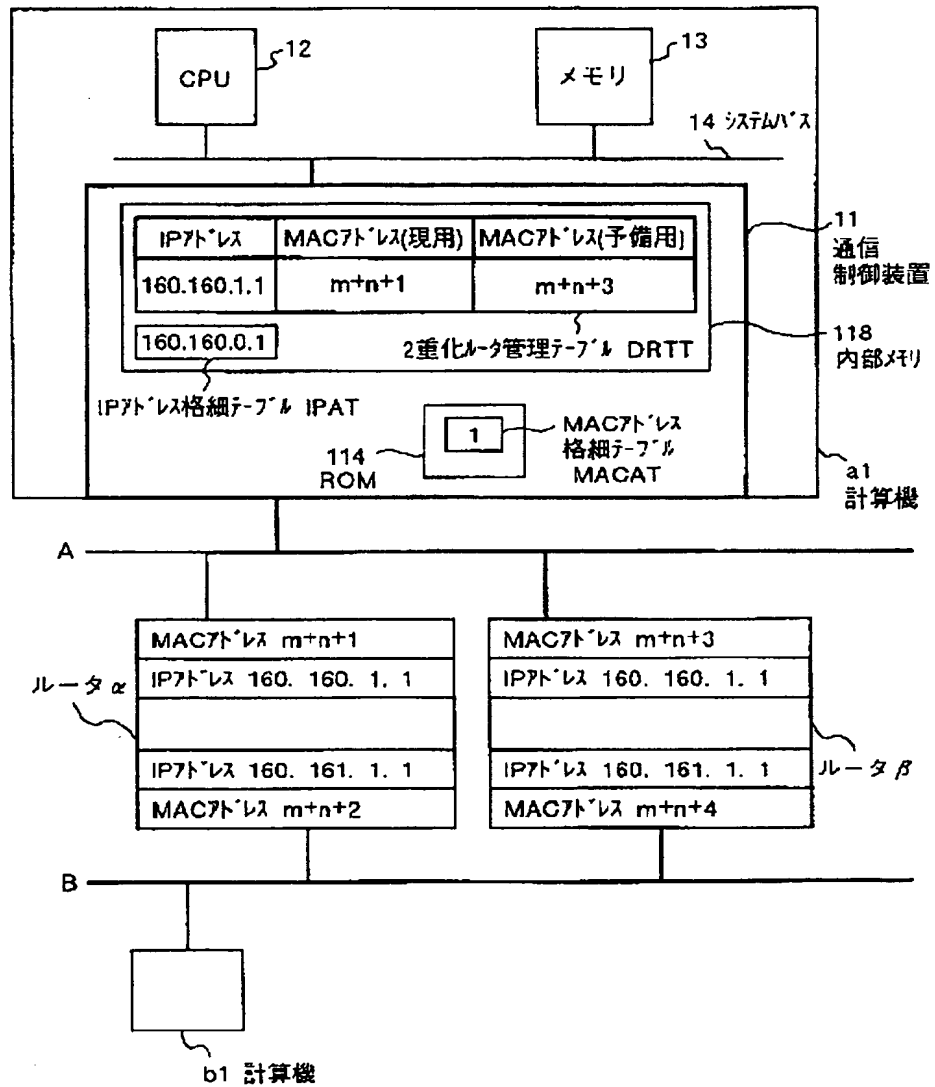 12
CPU
13
メモリ
14 システムバス
IPアドレス
MACアドレス(現用)
MACアドレス(予備用)
160.160.1.1
m+n+1
m+n+3
11
通信
制御装置
160.160.0.1
2重化ルータ管理テーブル DRTT
118
内部メモリ
IPアドレス格細テーブル IPAT
1
MACアドレス
格細テーブル
MACAT
114
ROM
a1
計算機
A
MACアドレス m+n+1
IPアドレス 160. 160. 1. 1
IPアドレス 160. 161. 1. 1
MACアドレス m+n+2
ルータα
MACアドレス m+n+3
IPアドレス 160. 160. 1. 1
IPアドレス 160. 161. 1. 1
MACアドレス m+n+4
ルータβ
B
b1 計算機